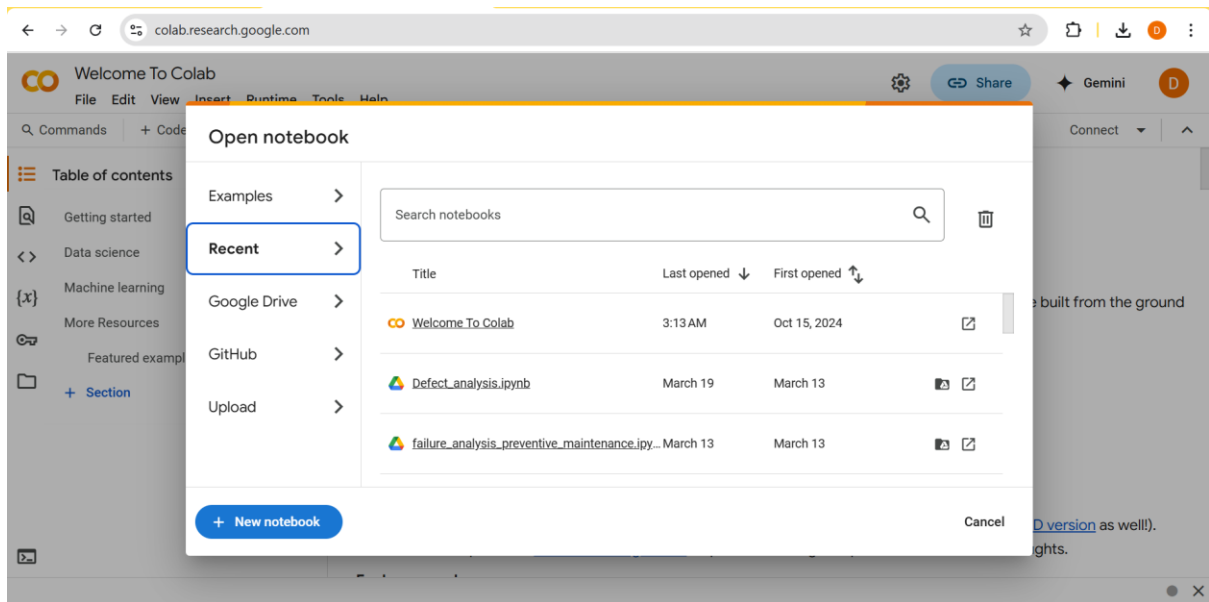 colab.research.google.com
D
Welcome To Colab
File Edit View Insert Runtime Tools Help
Share
Gemini
D
Commands
+ Code
Connect
Open notebook
Table of contents
Getting started
Data science
Machine learning
More Resources
Featured exampl
+ Section
Examples
Recent
Google Drive
GitHub
Upload
Search notebooks
Title Last opened First opened
Welcome To Colab 3:13 AM Oct 15, 2024
Defect_analysis.ipynb March 19 March 13
failure_analysis_preventive_maintenance.ipy... March 13 March 13
built from the ground
+ New notebook
Cancel
D version as well!).
ghts.